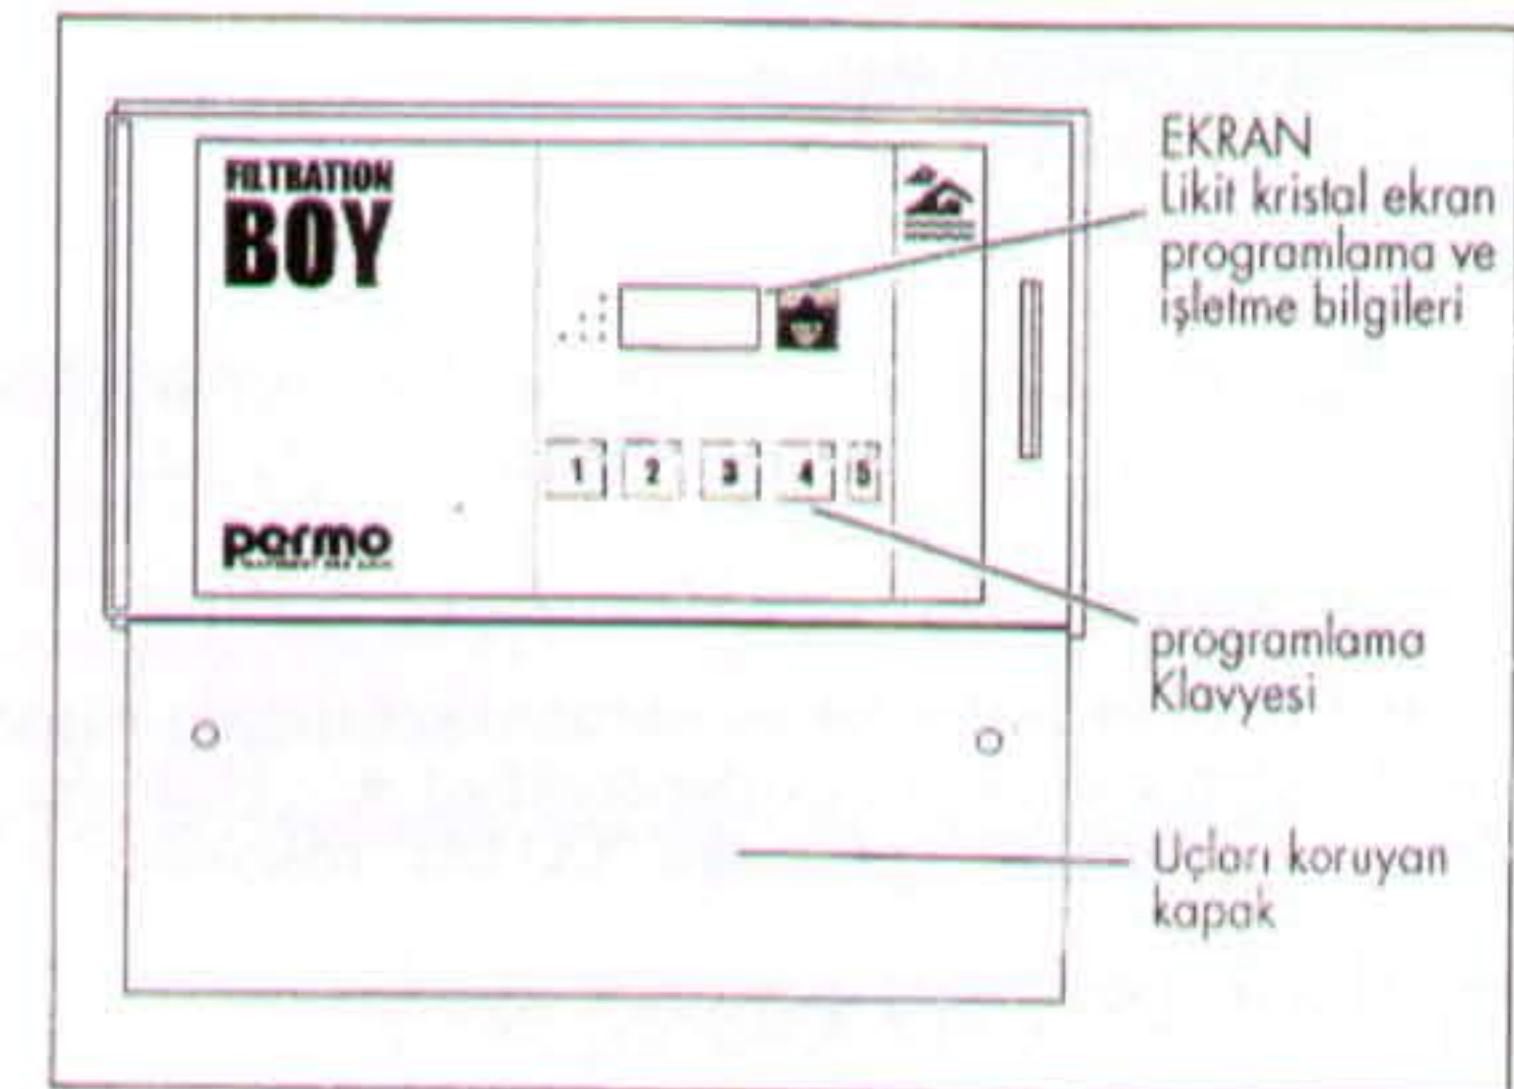 FILTRATION
BOY
EKRAN
Likit kristal ekran
programlama ve
işletme bilgileri
1 2 3 4 5
permo
programlama
Klavyesi
Uçları koruyan
kapak